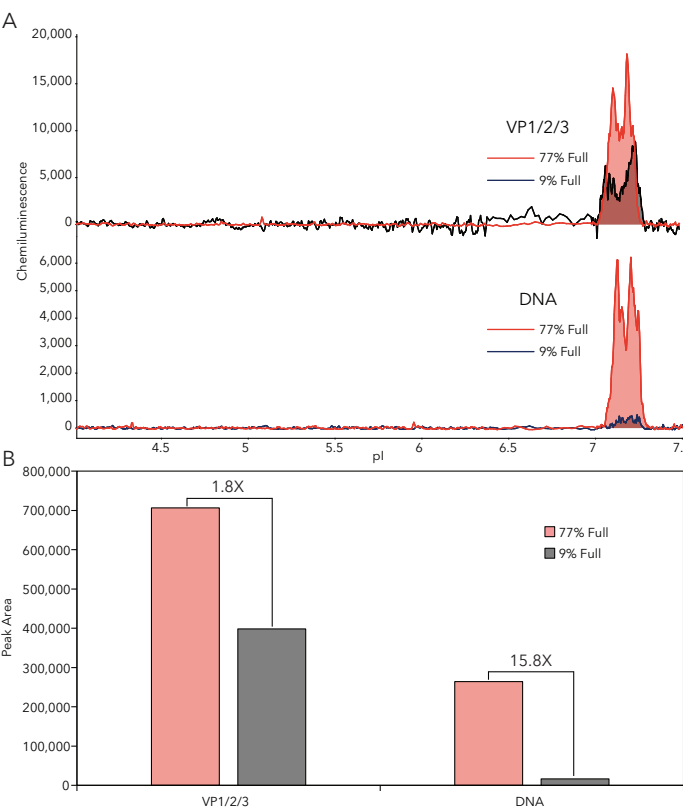 A
20,000
15,000
10,000
5,000
0
Chemiluminescence
VP1/2/3
77% Full
9% Full
6,000
5,000
4,000
3,000
2,000
1,000
0
DNA
77% Full
9% Full
4.5 5 5.5 6 6.5 7 7.
pI
B
800,000
700,000
600,000
500,000
400,000
300,000
200,000
100,000
0
Peak Area
1.8X
15.8X
77% Full
9% Full
VP1/2/3 DNA